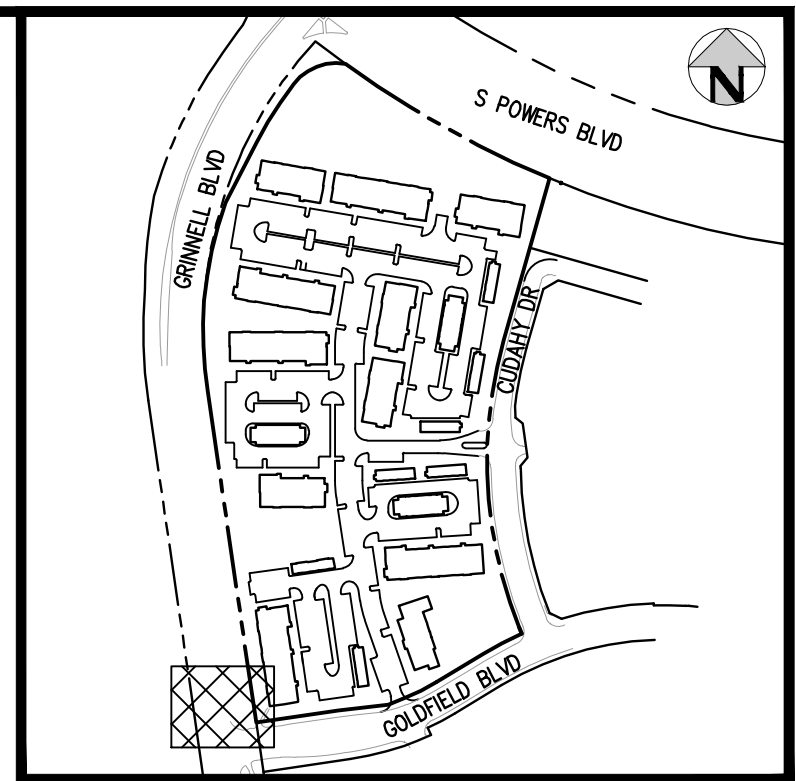 N
S POWERS BLVD
GRINNELL BLVD
CUDAHY DR
GOLDFIELD BLVD